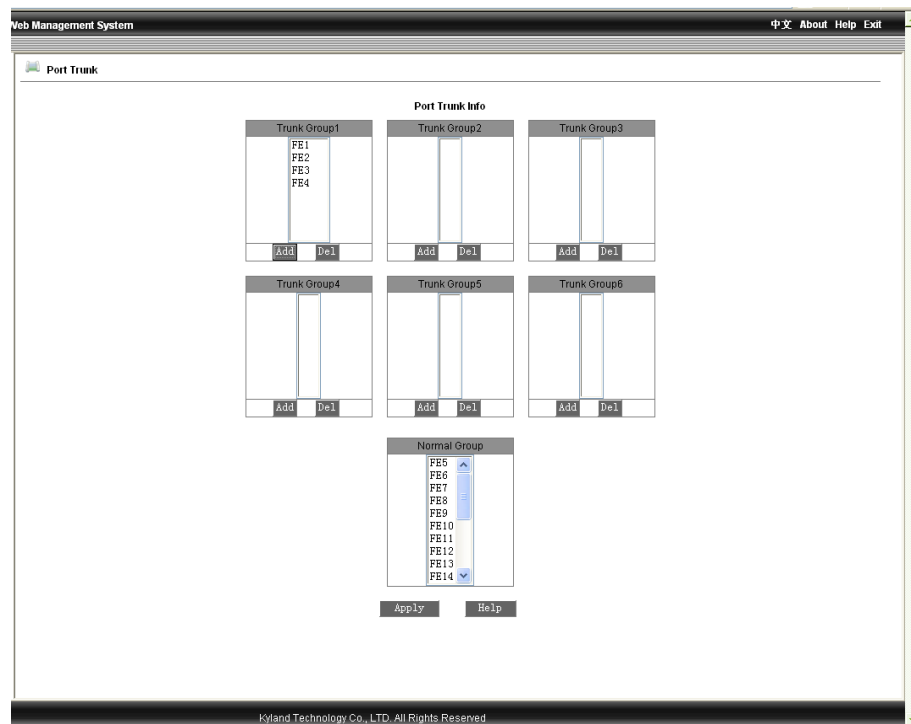 Web Management System 中文 About Help Exit
Port Trunk
Port Trunk Info
Trunk Group1 Trunk Group2 Trunk Group3
FE1
FE2
FE3
FE4
Add Del Add Del Add Del
Trunk Group4 Trunk Group5 Trunk Group6
Add Del Add Del Add Del
Normal Group
FE5
FE6
FE7
FE8
FE9
FE10
FE11
FE12
FE13
FE14
Apply Help
Kyland Technology Co., LTD. All Rights Reserved